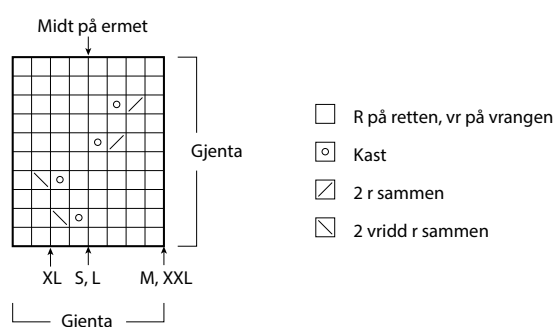 Midt på ermet
Gjenta
XL S, L M, XXL
Gjenta
R på retten, vr på vrangen
Kast
2 r sammen
2 vridd r sammen